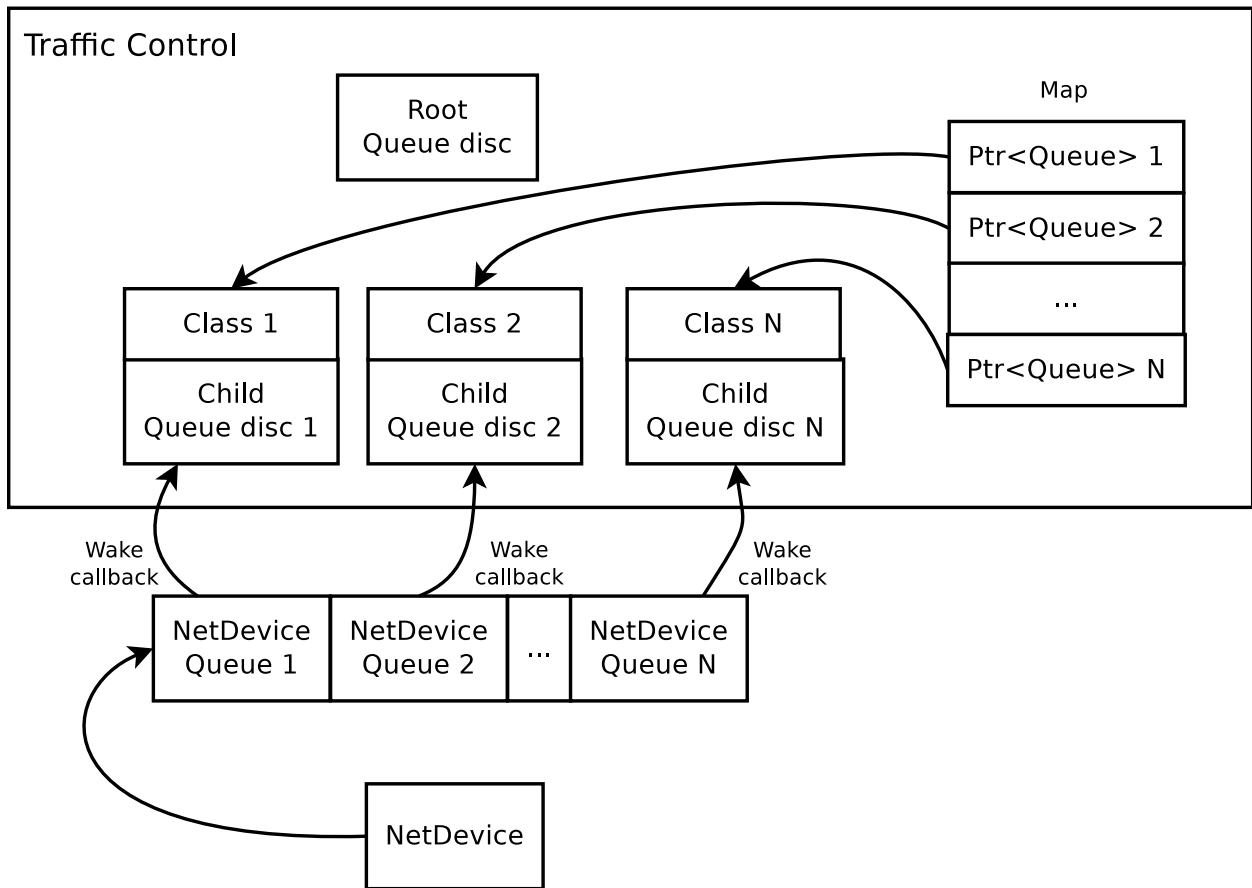 Traffic Control
Root
Queue disc
Map
Ptr<Queue> 1
Ptr<Queue> 2
...
Ptr<Queue> N
Class 1
Class 2
Class N
Child
Queue disc 1
Child
Queue disc 2
Child
Queue disc N
Wake
callback
Wake
callback
Wake
callback
NetDevice
Queue 1
NetDevice
Queue 2
...
NetDevice
Queue N
NetDevice